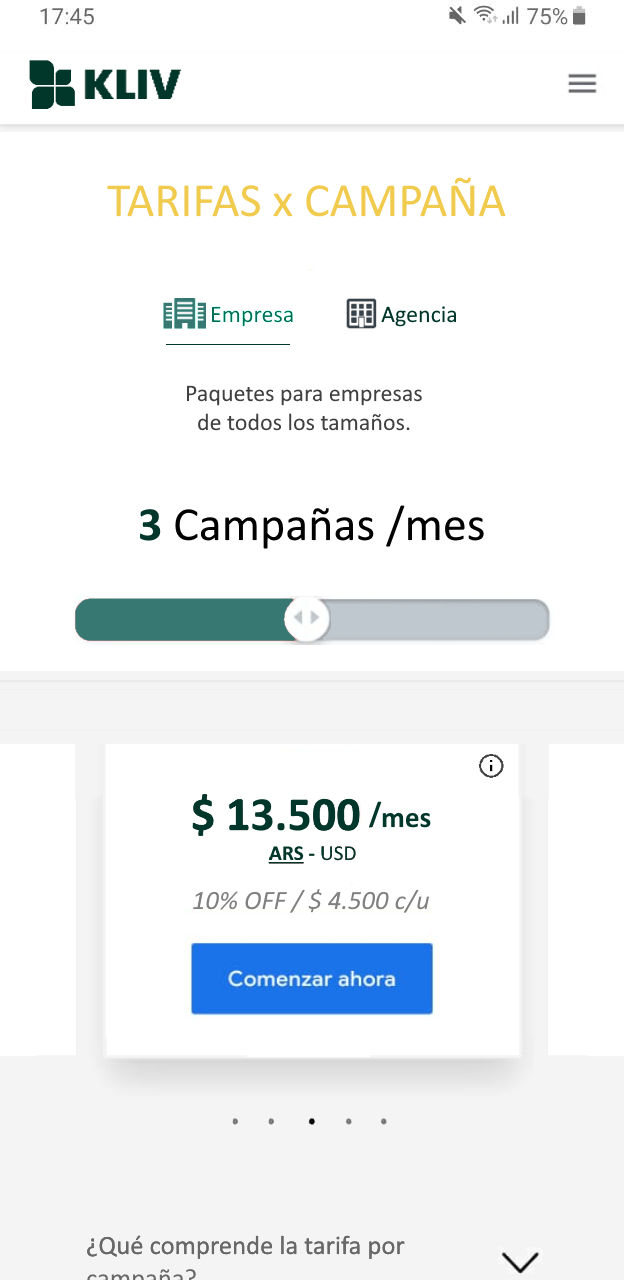 17:45
75%
KLIV
TARIFAS x CAMPAÑA
Empresa
Agencia
Paquetes para empresas
de todos los tamaños.
3 Campañas /mes
$ 13.500 /mes
ARS - USD
10% OFF / $ 4.500 c/u
Comenzar ahora
¿Qué comprende la tarifa por
campaña?